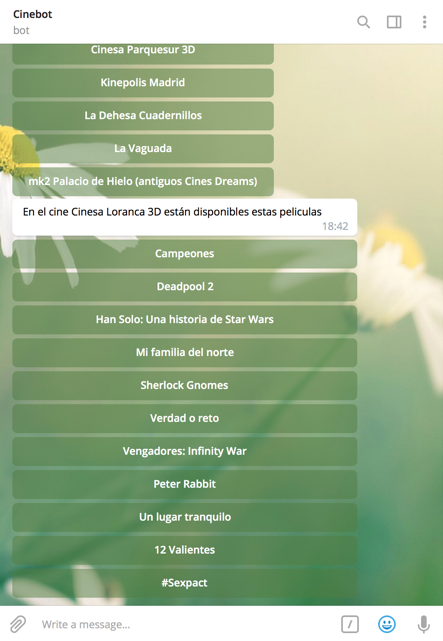 Cinebot
bot
Cinesa Parquesur 3D
Kinepolis Madrid
La Dehesa Cuadernillos
La Vaguada
mk2 Palacio de Hielo (antiguos Cines Dreams)
En el cine Cinesa Loranca 3D están disponibles estas peliculas
18:42
Campeones
Deadpool 2
Han Solo: Una historia de Star Wars
Mi familia del norte
Sherlock Gnomes
Verdad o reto
Vengadores: Infinity War
Peter Rabbit
Un lugar tranquilo
12 Valientes
#Sexpact
Write a message...